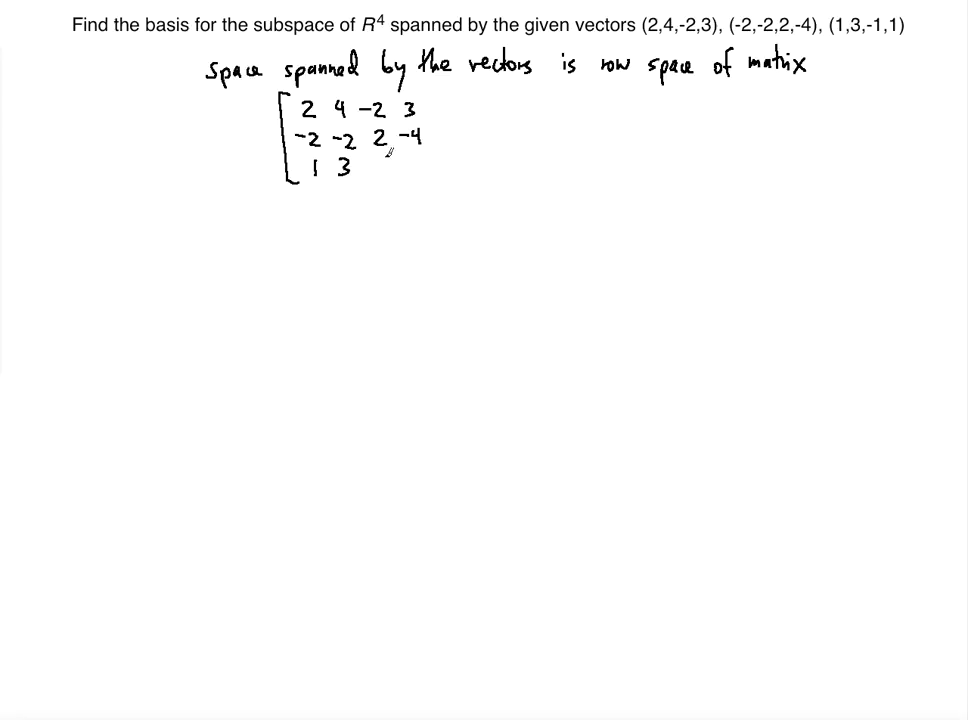 Find the basis for the subspace of R⁴ spanned by the given vectors (2,4,-2,3), (-2,-2,2,-4), (1,3,-1,1)
Space spanned by the vectors is row space of matrix
2 4 -2 3
-2 -2 2 -4
1 3